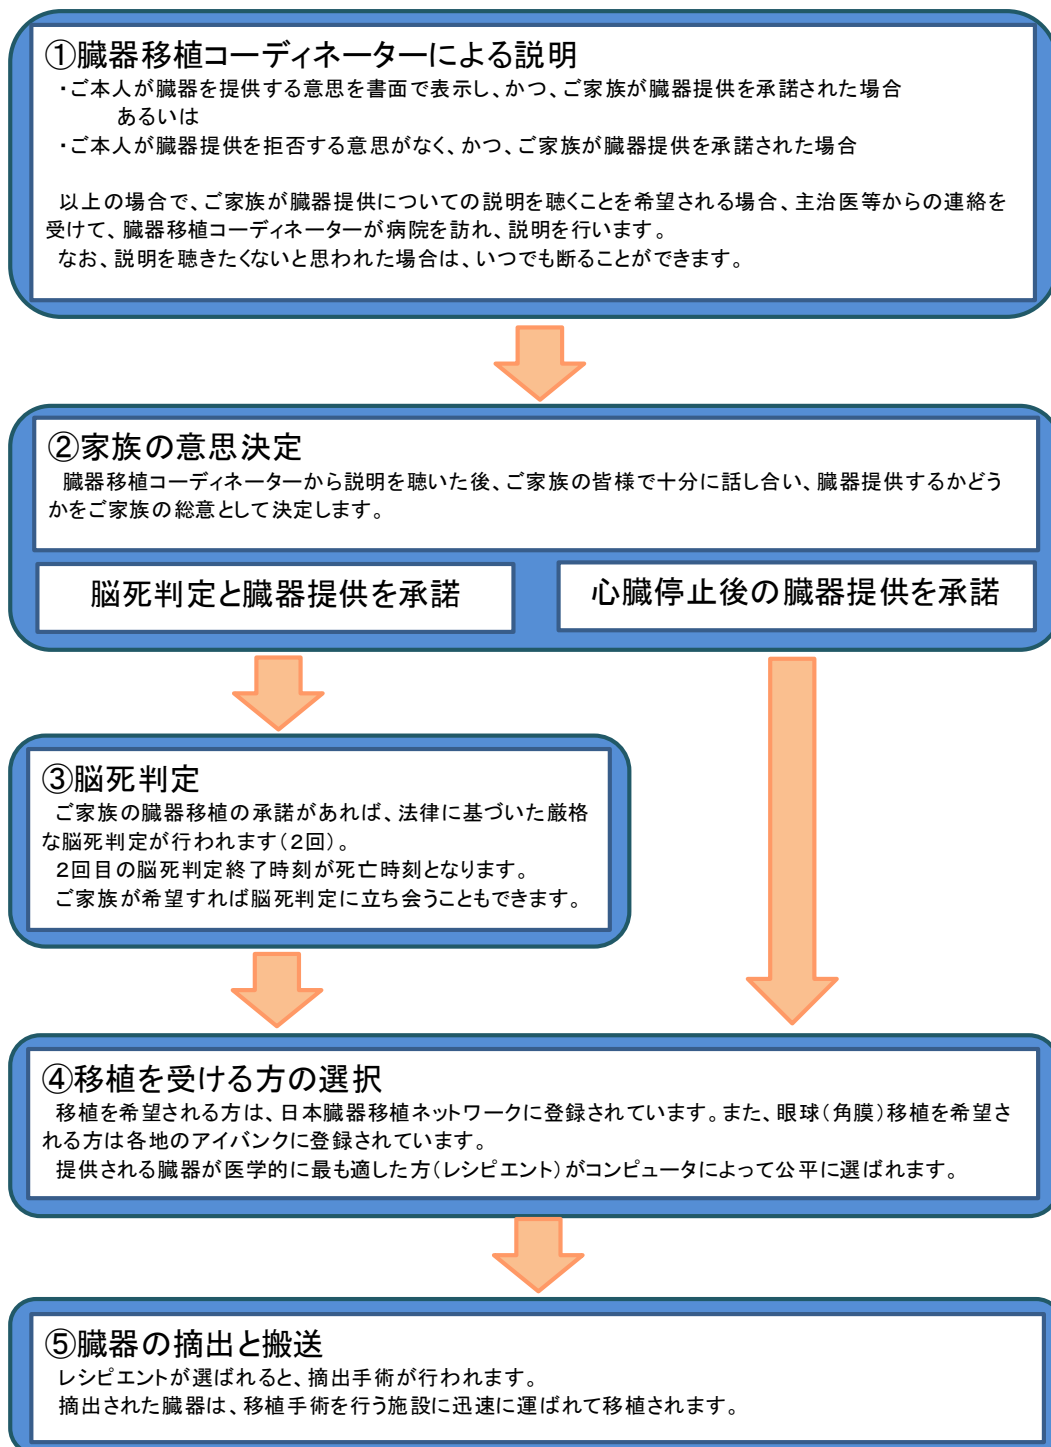 ①臓器移植コーディネーターによる説明
・ご本人が臓器を提供する意思を書面で表示し、かつ、ご家族が臓器提供を承諾された場合
あるいは
・ご本人が臓器提供を拒否する意思がなく、かつ、ご家族が臓器提供を承諾された場合
以上の場合で、ご家族が臓器提供についての説明を聴くことを希望される場合、主治医等からの連絡を
受けて、臓器移植コーディネーターが病院を訪れ、説明を行います。
なお、説明を聴きたくないと思われた場合は、いつでも断ることができます。
②家族の意思決定
臓器移植コーディネーターから説明を聴いた後、ご家族の皆様で十分に話し合い、臓器提供するかどう
かをご家族の総意として決定します。
脳死判定と臓器提供を承諾
心臓停止後の臓器提供を承諾
③脳死判定
ご家族の臓器移植の承諾があれば、法律に基づいた厳格
な脳死判定が行われます(2回)。
2回目の脳死判定終了時刻が死亡時刻となります。
ご家族が希望すれば脳死判定に立ち会うこともできます。
④移植を受ける方の選択
移植を希望される方は、日本臓器移植ネットワークに登録されています。また、眼球(角膜)移植を希望さ
れる方は各地のアイバンクに登録されています。
提供される臓器が医学的に最も適した方(レシピエント)がコンピュータによって公平に選ばれます。
⑤臓器の摘出と搬送
レシピエントが選ばれると、摘出手術が行われます。
摘出された臓器は、移植手術を行う施設に迅速に運ばれて移植されます。